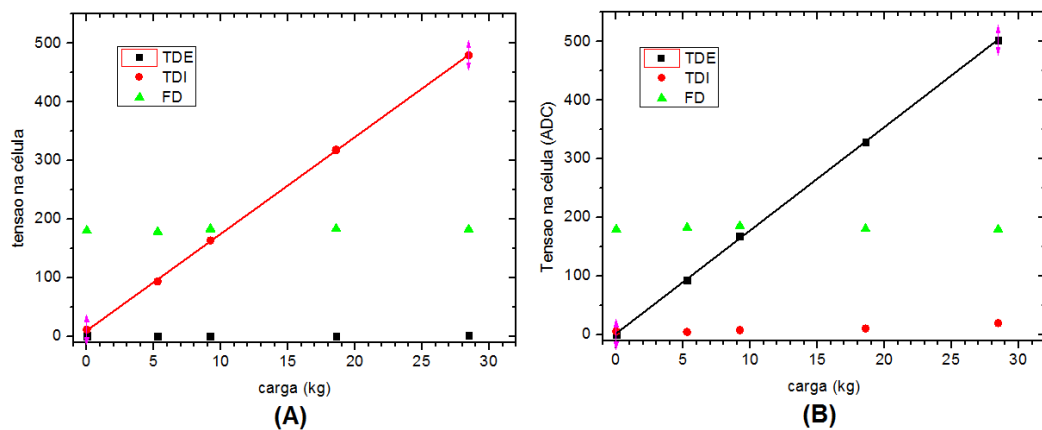 500
400
300
200
100
0
tensao na célula
TDE
TDI
FD
0 5 10 15 20 25 30
carga (kg)
(A)
500
400
300
200
100
0
Tensao na célula (ADC)
TDE
TDI
FD
0 5 10 15 20 25 30
carga (kg)
(B)